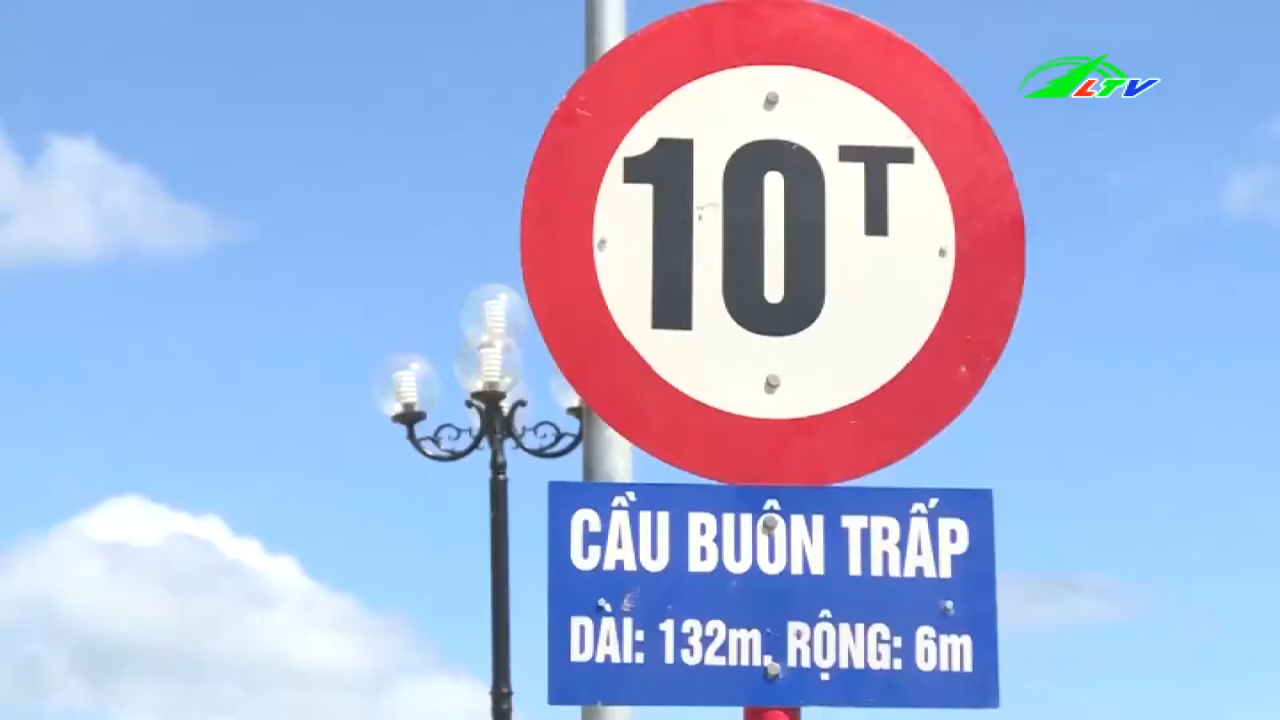 LTV
10T
CẦU BUÔN TRẤP
DÀI: 132m, RỘNG: 6m